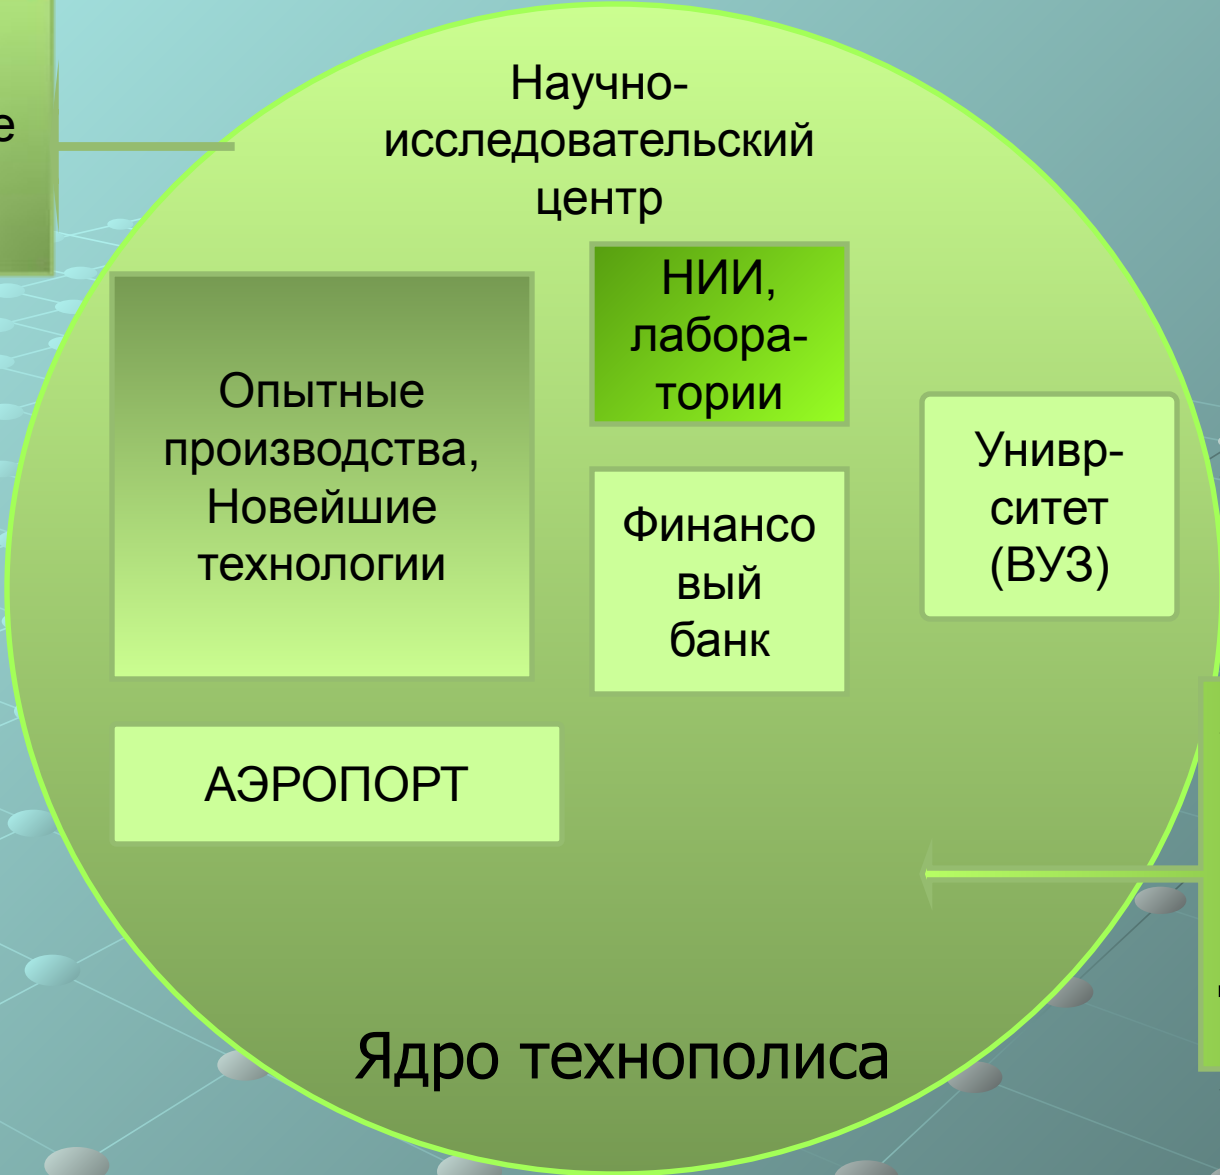 Научно-
исследовательский
центр
НИИ,
лабора-
тории
Опытные
производства,
Новейшие
технологии
Универ-
ситет
(ВУЗ)
Финансо
вый
банк
АЭРОПОРТ
Ядро технополиса